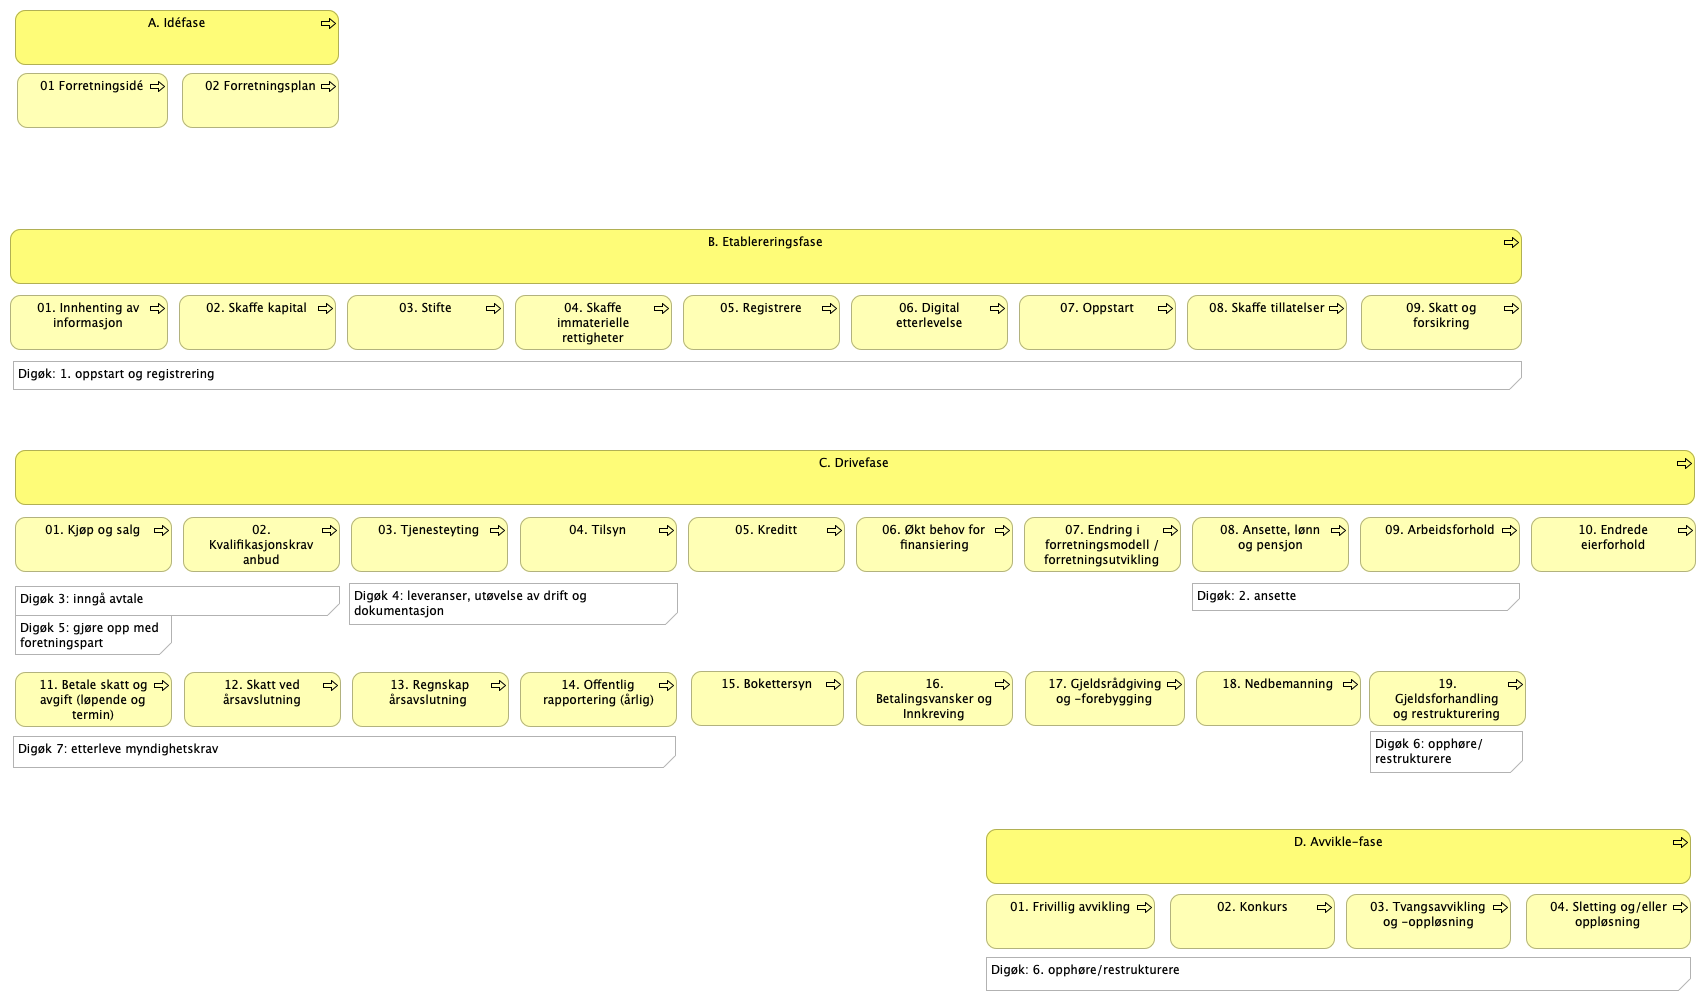 A. Idéfase
01 Forretningsidé
02 Forretningsplan
B. Etablereringsfase
01. Innhenting av
informasjon
02. Skaffe kapital
03. Stifte
04. Skaffe
immaterielle
rettigheter
05. Registrere
06. Digital
etterlevelse
07. Oppstart
08. Skaffe tillatelser
09. Skatt og
forsikring
Digøk: 1. oppstart og registrering
C. Drivefase
01. Kjøp og salg
02.
Kvalifikasjonskrav
anbud
03. Tjenesteyting
04. Tilsyn
05. Kreditt
06. Økt behov for
finansiering
07. Endring i
forretningsmodell /
forretningsutvikling
08. Ansette, lønn
og pensjon
09. Arbeidsforhold
10. Endrede
eierforhold
Digøk 3: inngå avtale
Digøk 5: gjøre opp med
foretningspart
Digøk 4: leveranser, utøvelse av drift og
dokumentasjon
Digøk: 2. ansette
11. Betale skatt og
avgift (løpende og
termin)
12. Skatt ved
årsavslutning
13. Regnskap
årsavslutning
14. Offentlig
rapportering (årlig)
15. Bokettersyn
16.
Betalingsvansker og
Innkreving
17. Gjeldsrådgiving
og -forebygging
18. Nedbemanning
19.
Gjeldsforhandling
og restrukturering
Digøk 7: etterleve myndighetskrav
Digøk 6: opphøre/
restrukturere
D. Avvikle-fase
01. Frivillig avvikling
02. Konkurs
03. Tvangsavvikling
og -oppløsning
04. Sletting og/eller
oppløsning
Digøk: 6. opphøre/restrukturere